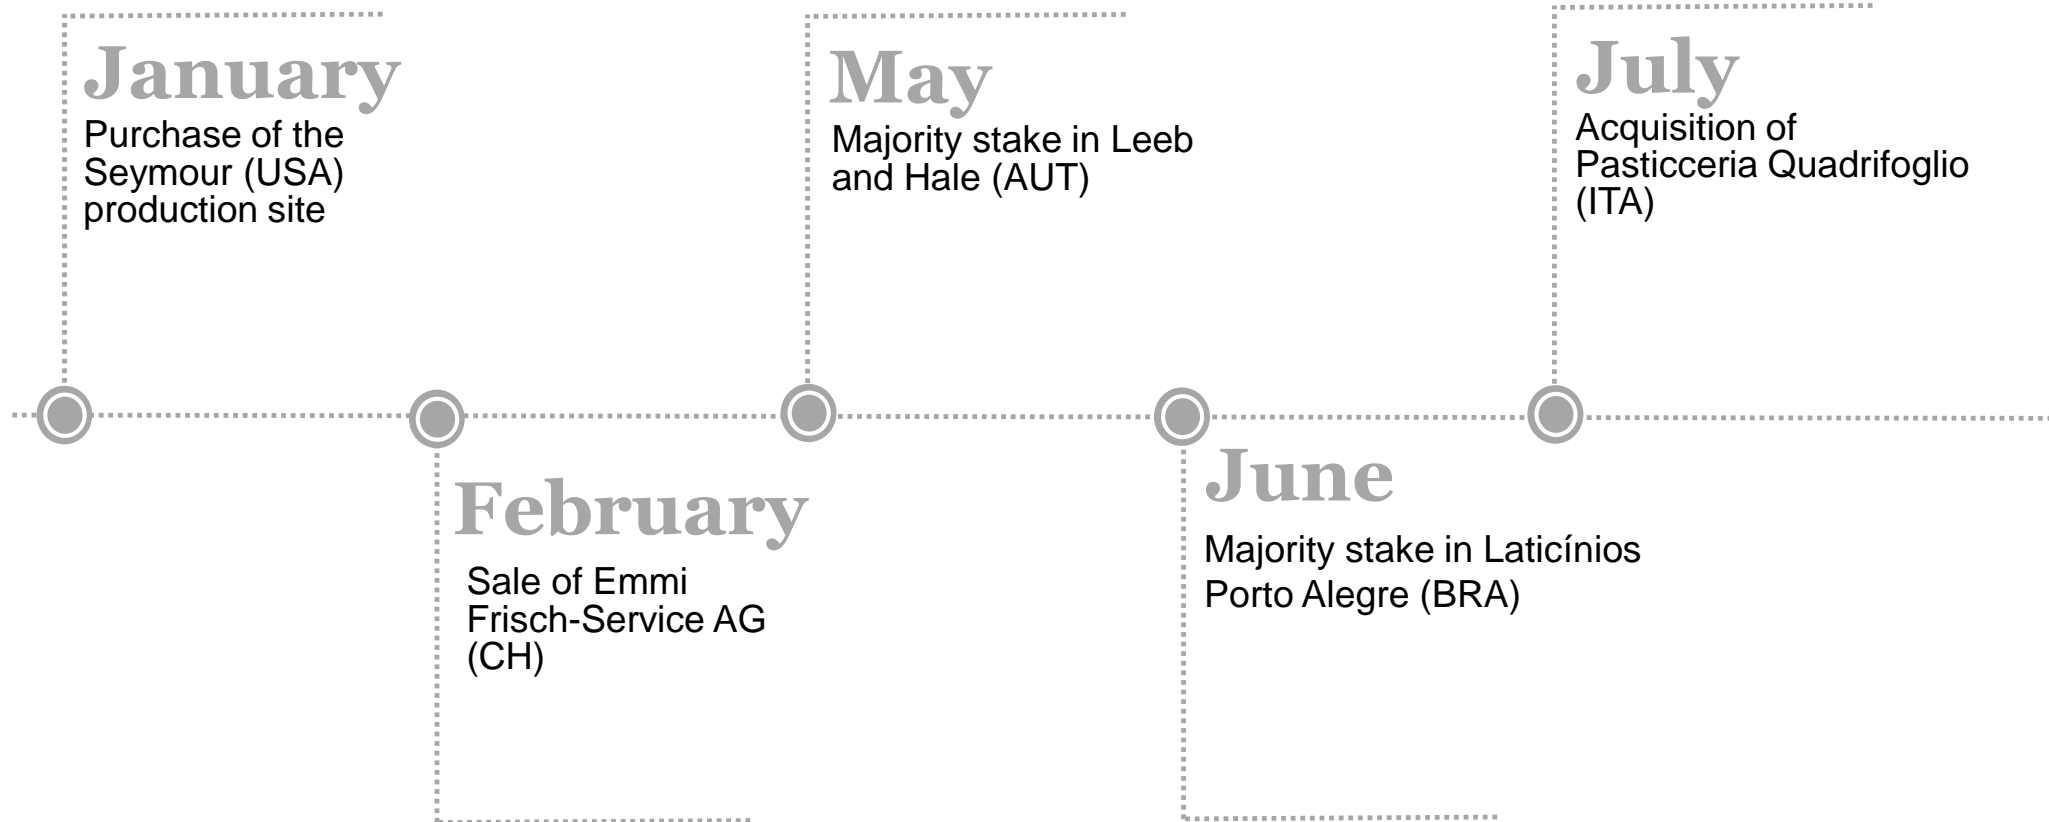 January
Purchase of the
Seymour (USA)
production site
February
Sale of Emmi
Frisch-Service AG
(CH)
May
Majority stake in Leeb
and Hale (AUT)
June
Majority stake in Laticínios
Porto Alegre (BRA)
July
Acquisition of
Pasticceria Quadrifoglio
(ITA)